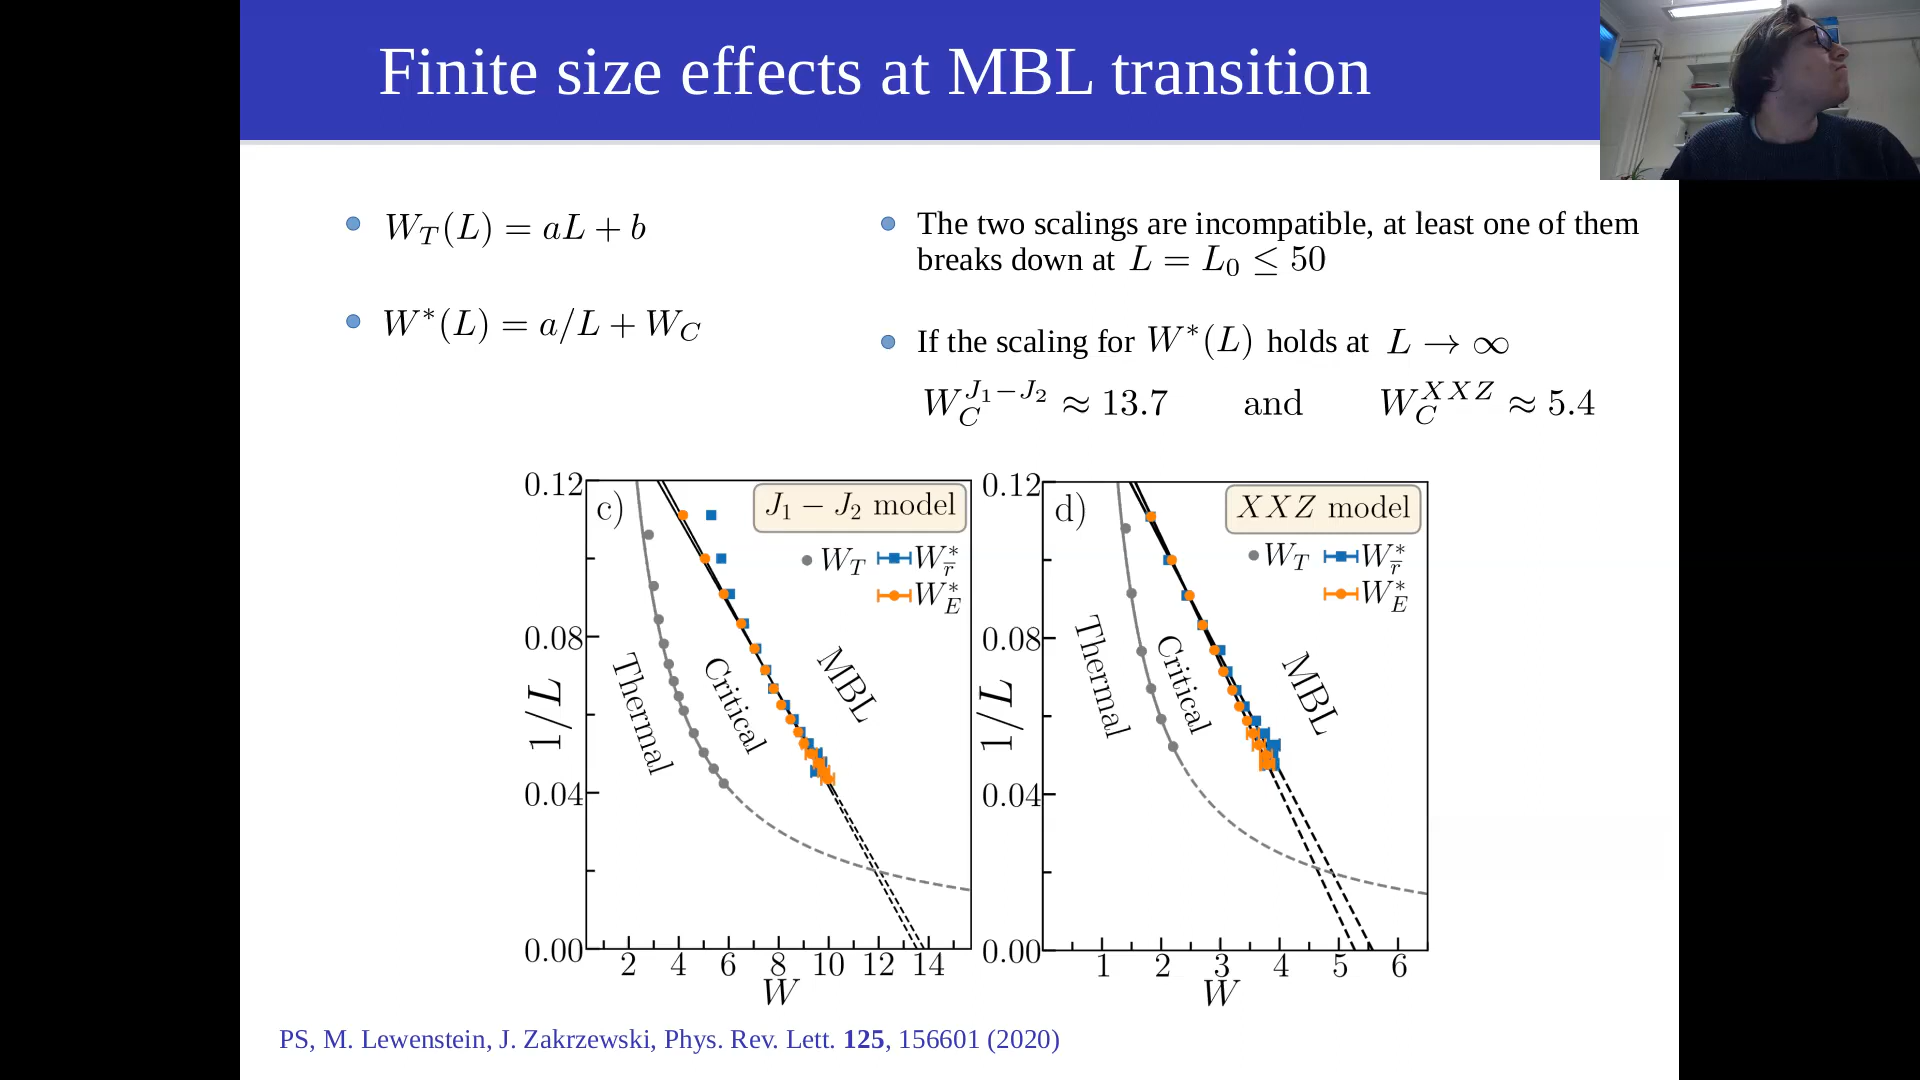 Finite size effects at MBL transition
W_T(L) = aL + b
W*(L) = a/L + W_C
The two scalings are incompatible, at least one of them
breaks down at L = L_0 ≤ 50
If the scaling for W*(L) holds at L → ∞
W_C^{J_1−J_2} ≈ 13.7 and W_C^{XXZ} ≈ 5.4
c)
J_1 − J_2 model
W_T W*_{r̅}
W*_E
Thermal
Critical
MBL
0.12
0.08
0.04
0.00
1/L
2 4 6 8 10 12 14
W
d)
XXZ model
W_T W*_{r̅}
W*_E
Thermal
Critical
MBL
0.12
0.08
0.04
0.00
1/L
1 2 3 4 5 6
W
PS, M. Lewenstein, J. Zakrzewski, Phys. Rev. Lett. 125, 156601 (2020)